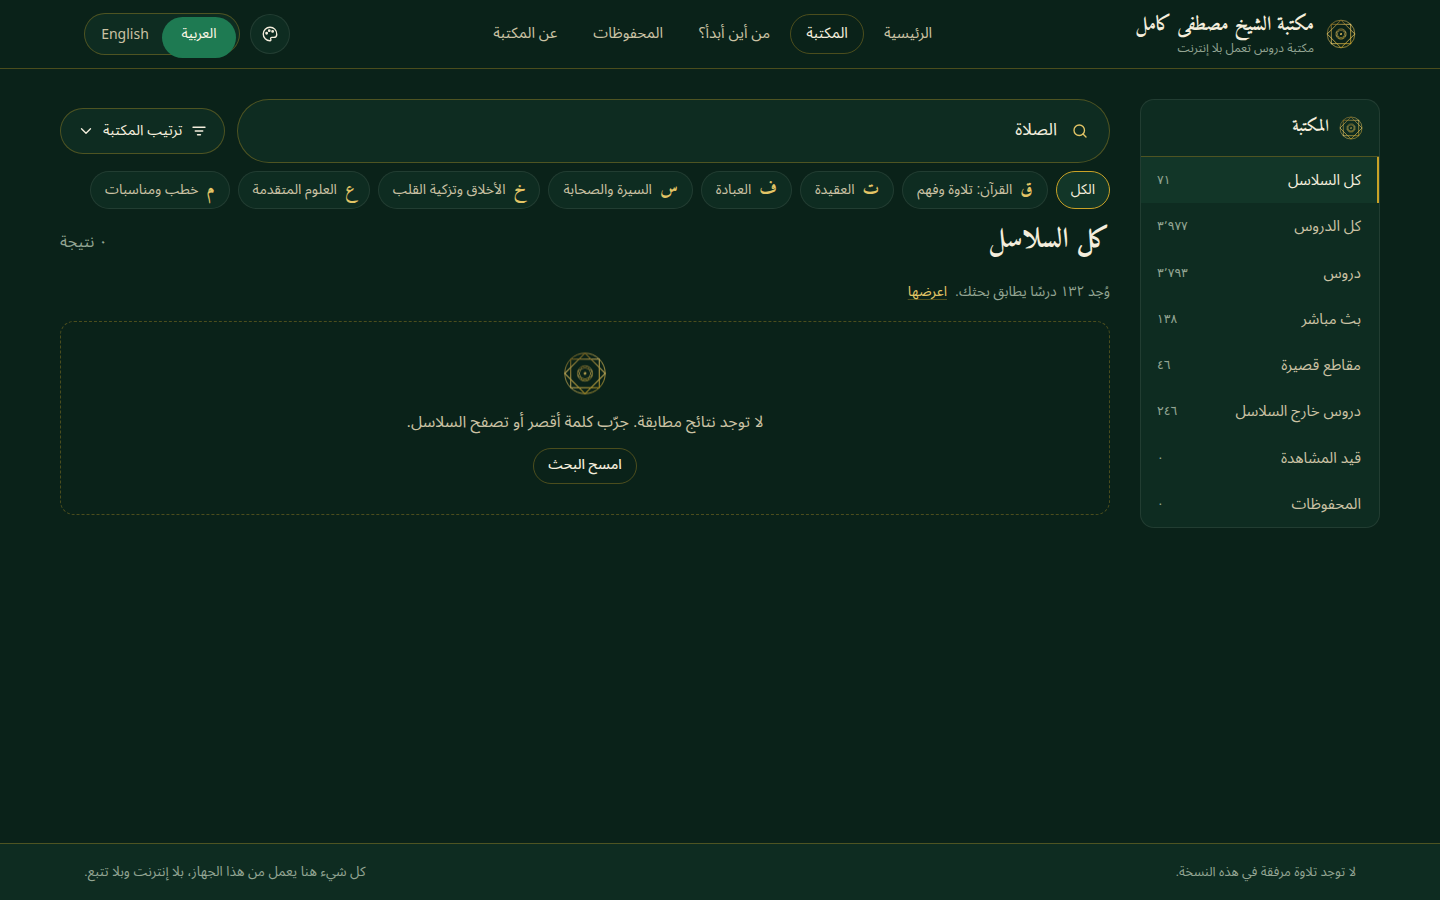 مكتبة الشيخ مصطفى كامل
مكتبة دروس تعمل بلا إنترنت
الرئيسية
المكتبة
من أين أبدأ؟
المحفوظات
عن المكتبة
العربية
English
المكتبة
كل السلاسل ٧١
كل الدروس ٣٬٩٧٧
دروس ٣٬٧٩٣
بث مباشر ١٣٨
مقاطع قصيرة ٤٦
دروس خارج السلاسل ٢٤٦
قيد المشاهدة ٠
المحفوظات ٠
الصلاة
ترتيب المكتبة
الكل
ق القرآن: تلاوة وفهم
ت العقيدة
ف العبادة
س السيرة والصحابة
خ الأخلاق وتزكية القلب
ع العلوم المتقدمة
م خطب ومناسبات
كل السلاسل
٠ نتيجة
وُجد ١٣٢ درسًا يطابق بحثك. اعرضها
لا توجد نتائج مطابقة. جرّب كلمة أقصر أو تصفح السلاسل.
امسح البحث
لا توجد تلاوة مرفقة في هذه النسخة.
كل شيء هنا يعمل من هذا الجهاز، بلا إنترنت وبلا تتبع.